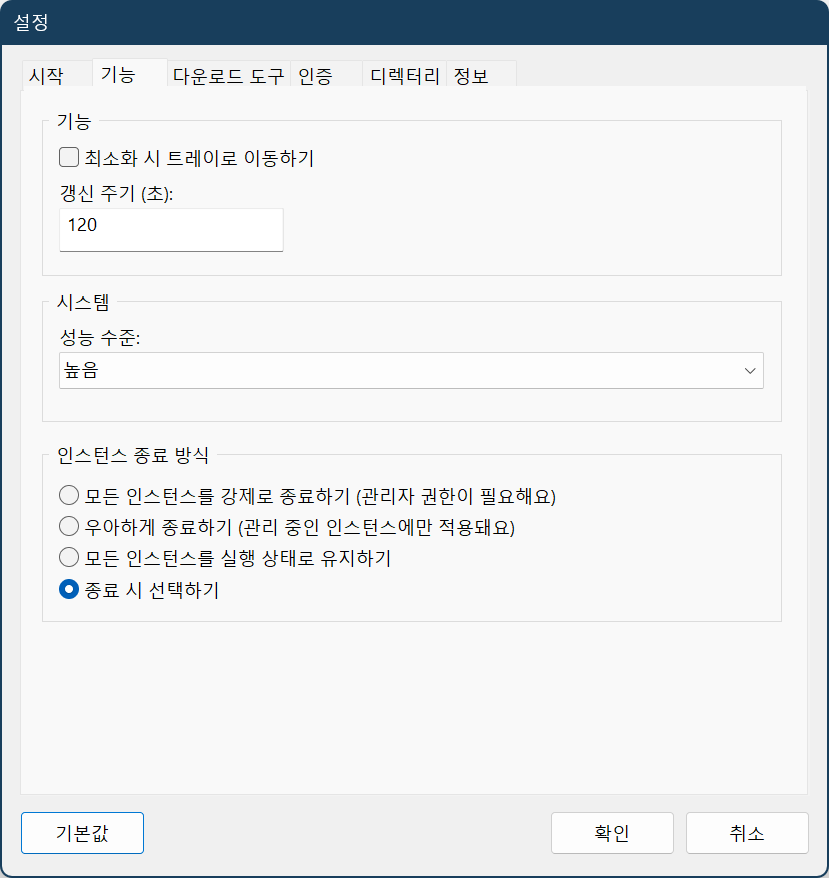 설정
시작 기능 다운로드 도구 인증 디렉터리 정보
기능
최소화 시 트레이로 이동하기
갱신 주기 (초):
120
시스템
성능 수준:
높음
인스턴스 종료 방식
모든 인스턴스를 강제로 종료하기 (관리자 권한이 필요해요)
우아하게 종료하기 (관리 중인 인스턴스에만 적용돼요)
모든 인스턴스를 실행 상태로 유지하기
종료 시 선택하기
기본값 확인 취소